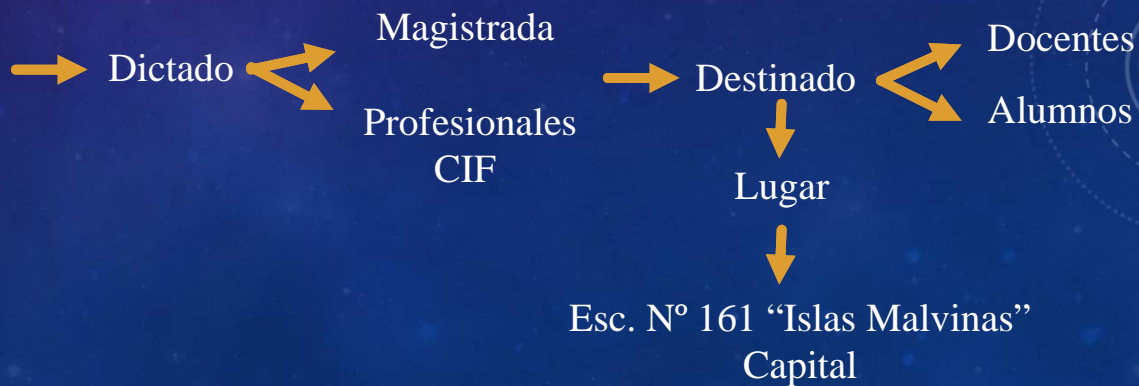 Dictado
Magistrada
Profesionales
CIF
Destinado
Docentes
Alumnos
Lugar
Esc. Nº 161 “Islas Malvinas”
Capital